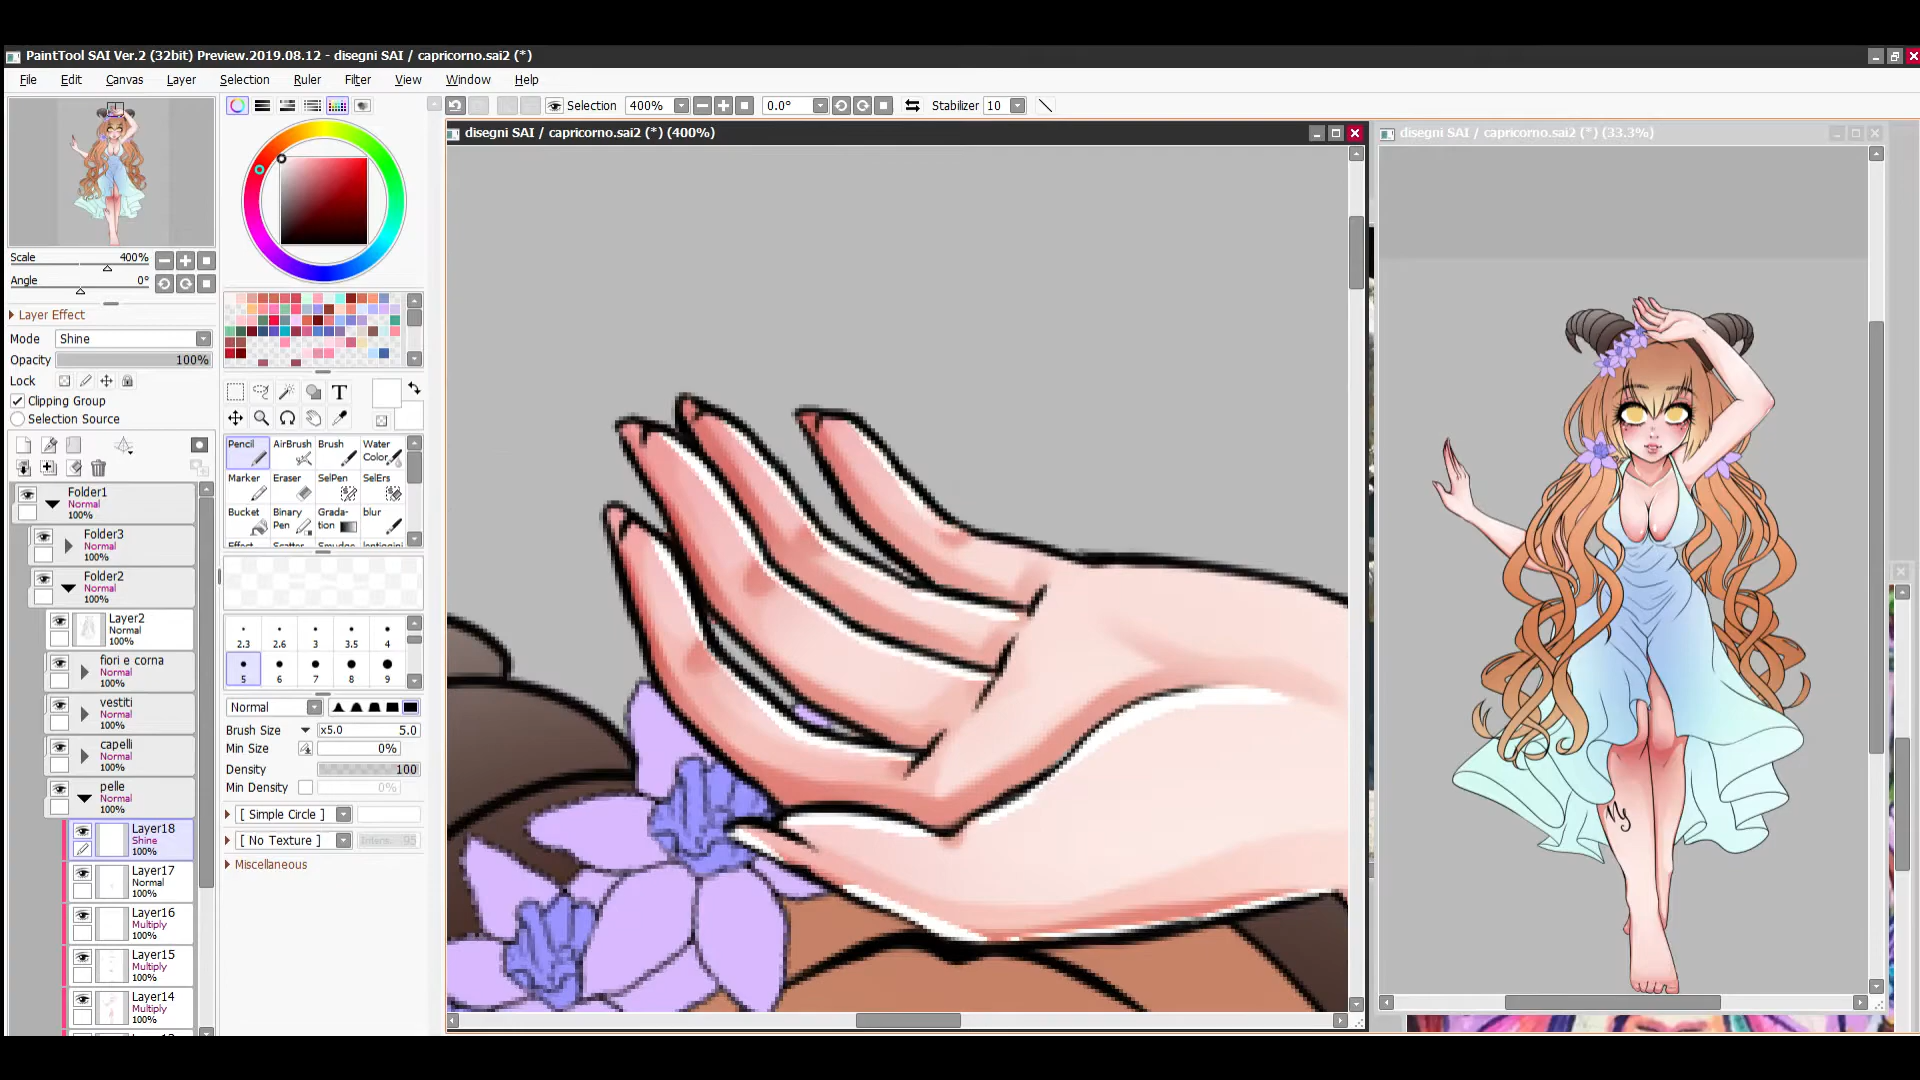 PaintTool SAI Ver.2 (32bit) Preview.2019.08.12 - disegni SAI / capricorno.sai2 (*)
File Edit Canvas Layer Selection Ruler Filter View Window Help
Selection 400% 0.0° Stabilizer 10
disegni SAI / capricorno.sai2 (*) (400%)
disegni SAI / capricorno.sai2 (*) (33.3%)
Scale 400%
Angle 0°
Layer Effect
Mode Shine
Opacity 100%
Lock
Clipping Group
Selection Source
Folder1
Normal
100%
Folder3
Normal
100%
Folder2
Normal
100%
Layer2
Normal
100%
fiori e corna
Normal
100%
vestiti
Normal
100%
capelli
Normal
100%
pelle
Normal
100%
Layer18
Shine
100%
Layer17
Normal
100%
Layer16
Multiply
100%
Layer15
Multiply
100%
Layer14
Multiply
100%
T
Pencil AirBrush Brush Water Color
Marker Eraser SelPen SelErs
Bucket Binary Pen Grada-tion blur
2.3 2.6 3 3.5 4
5 6 7 8 9
Normal
Brush Size x5.0 5.0
Min Size 0%
Density 100
Min Density 0%
[ Simple Circle ]
[ No Texture ] Intens. 95
Miscellaneous